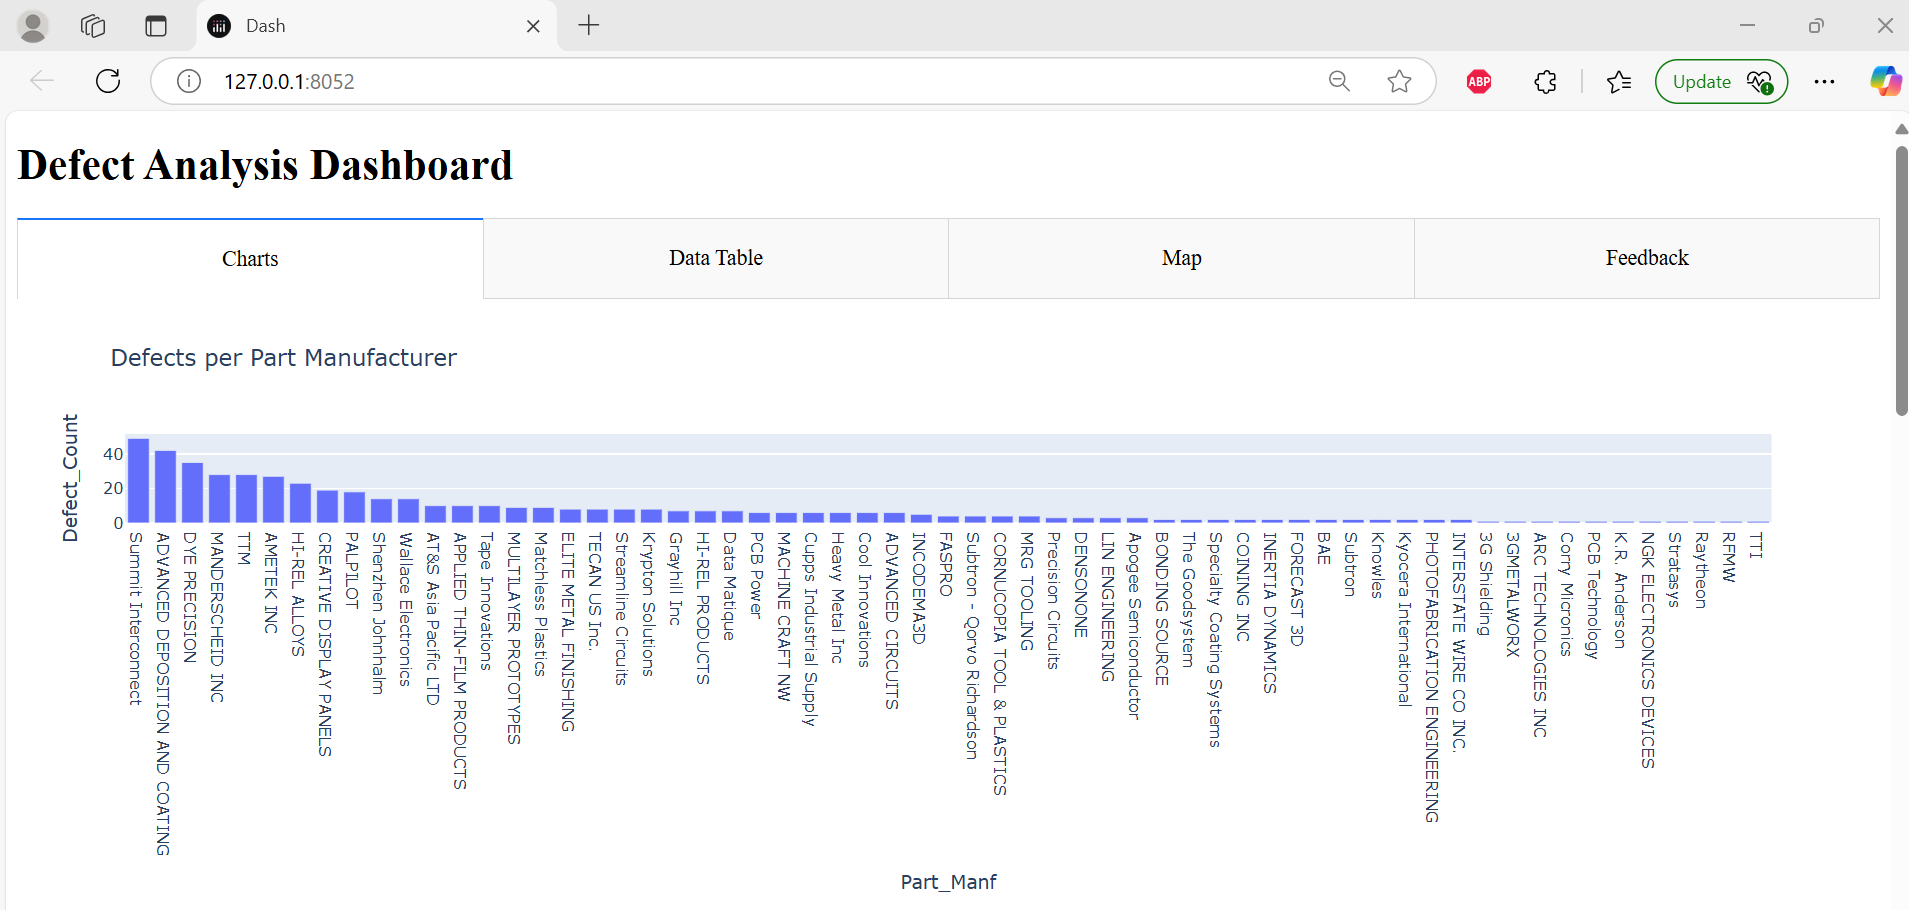 Dash
127.0.0.1:8052
ABP
Update
Defect Analysis Dashboard
Charts
Data Table
Map
Feedback
Defects per Part Manufacturer
Defect_Count
40
20
0
Summit Interconnect
ADVANCED DEPOSITION AND COATING
DYE PRECISION
MANDERSCHEID INC
TTM
AMETEK INC
HI-REL ALLOYS
CREATIVE DISPLAY PANELS
PALPILOT
Shenzhen Johnhalm
Wallace Electronics
AT&S Asia Pacific LTD
APPLIED THIN-FILM PRODUCTS
Tape Innovations
MULTILAYER PROTOTYPES
Matchless Plastics
ELITE METAL FINISHING
TECAN US Inc.
Streamline Circuits
Krypton Solutions
Grayhill Inc
HI-REL PRODUCTS
Data Matique
PCB Power
MACHINE CRAFT NW
Cupps Industrial Supply
Heavy Metal Inc
Cool Innovations
ADVANCED CIRCUITS
INCODEMA3D
FASPRO
Subtron - Qorvo Richardson
CORNUCOPIA TOOL & PLASTICS
MRG TOOLING
Precision Circuits
DENSONONE
LIN ENGINEERING
Apogee Semiconductor
BONDING SOURCE
The Goodsystem
Specialty Coating Systems
COINING INC
INERTIA DYNAMICS
FORECAST 3D
BAE
Subtron
Knowles
Kyocera International
PHOTOFABRICATION ENGINEERING
INTERSTATE WIRE CO INC.
3G Shielding
3GMETALWORX
ARC TECHNOLOGIES INC
Corry Micronics
PCB Technology
K.R. Anderson
NGK ELECTRONICS DEVICES
Stratasys
Raytheon
RFMW
TTI
Part_Manf